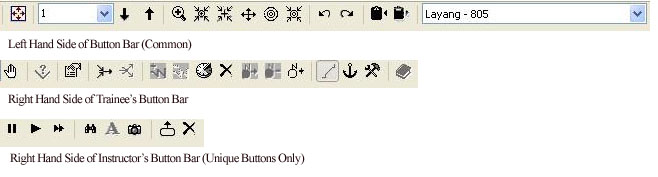 1 Layang - 805
Left Hand Side of Button Bar (Common)
Right Hand Side of Trainee's Button Bar
A
Right Hand Side of Instructor's Button Bar (Unique Buttons Only)